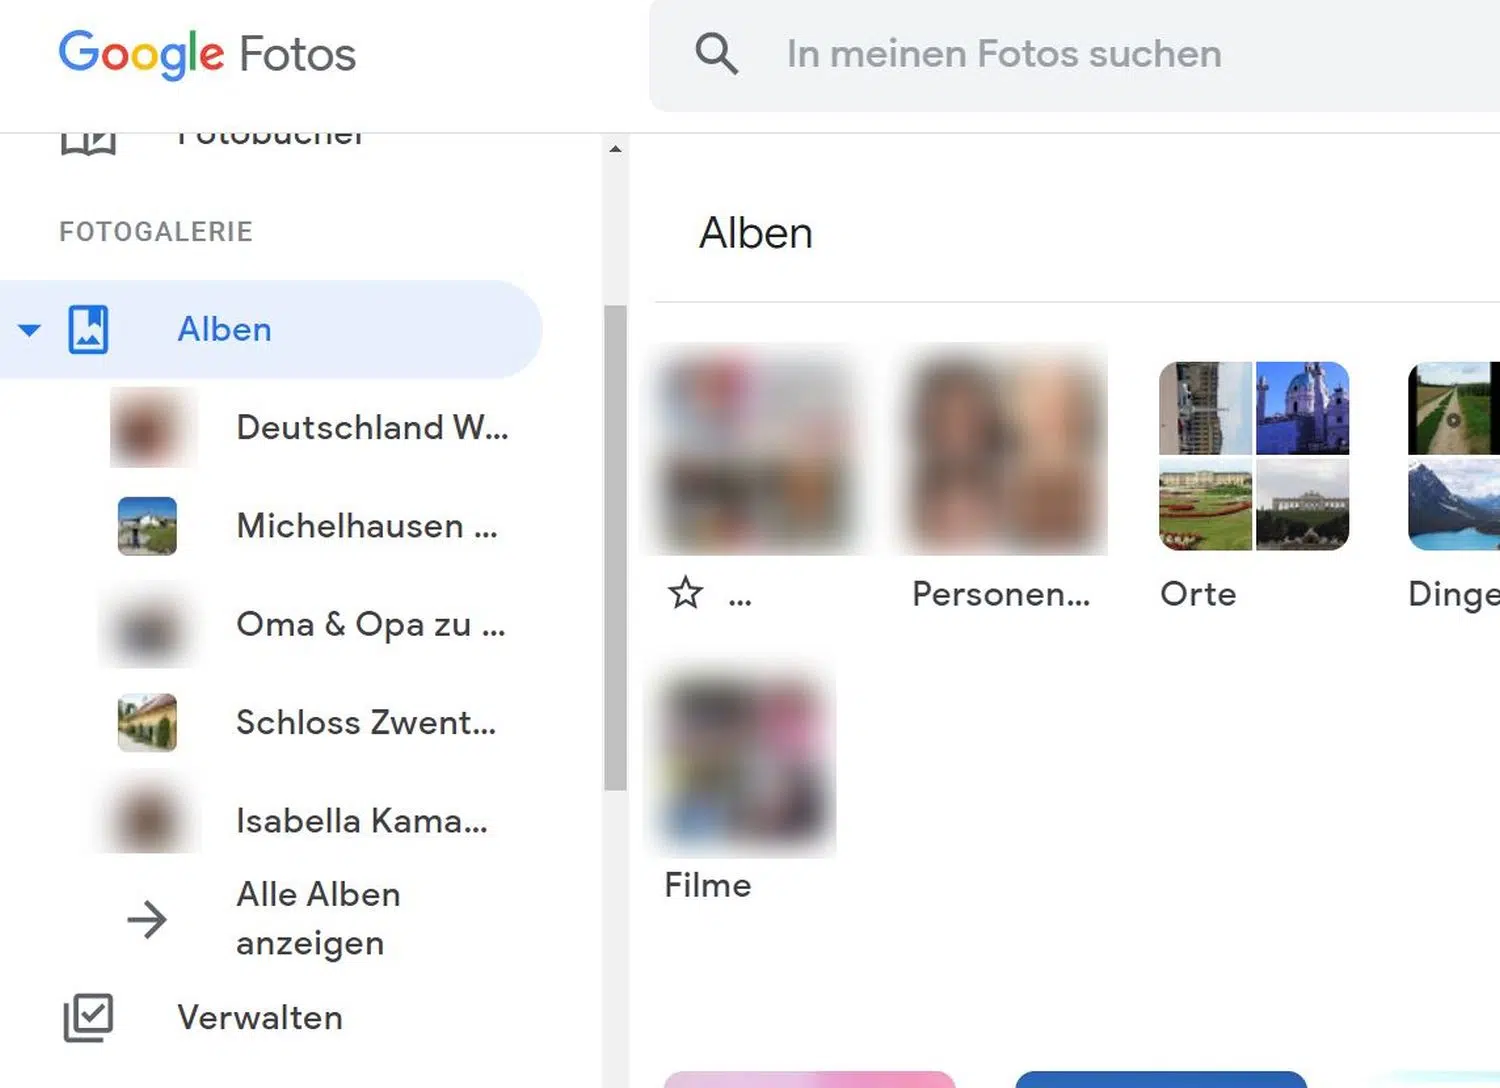 Google Fotos
In meinen Fotos suchen
Fotobücher
FOTOGALERIE
Alben
Deutschland W...
Michelhausen ...
Oma & Opa zu ...
Schloss Zwent...
Isabella Kama...
Alle Alben
anzeigen
Verwalten
Alben
...
Personen...
Orte
Dinge
Filme